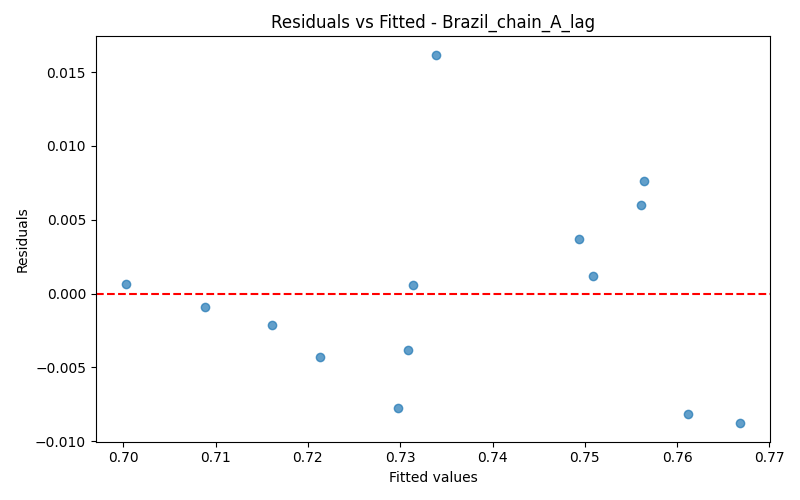 Residuals vs Fitted - Brazil_chain_A_lag
Residuals
0.015
0.010
0.005
0.000
−0.005
−0.010
0.70 0.71 0.72 0.73 0.74 0.75 0.76 0.77
Fitted values